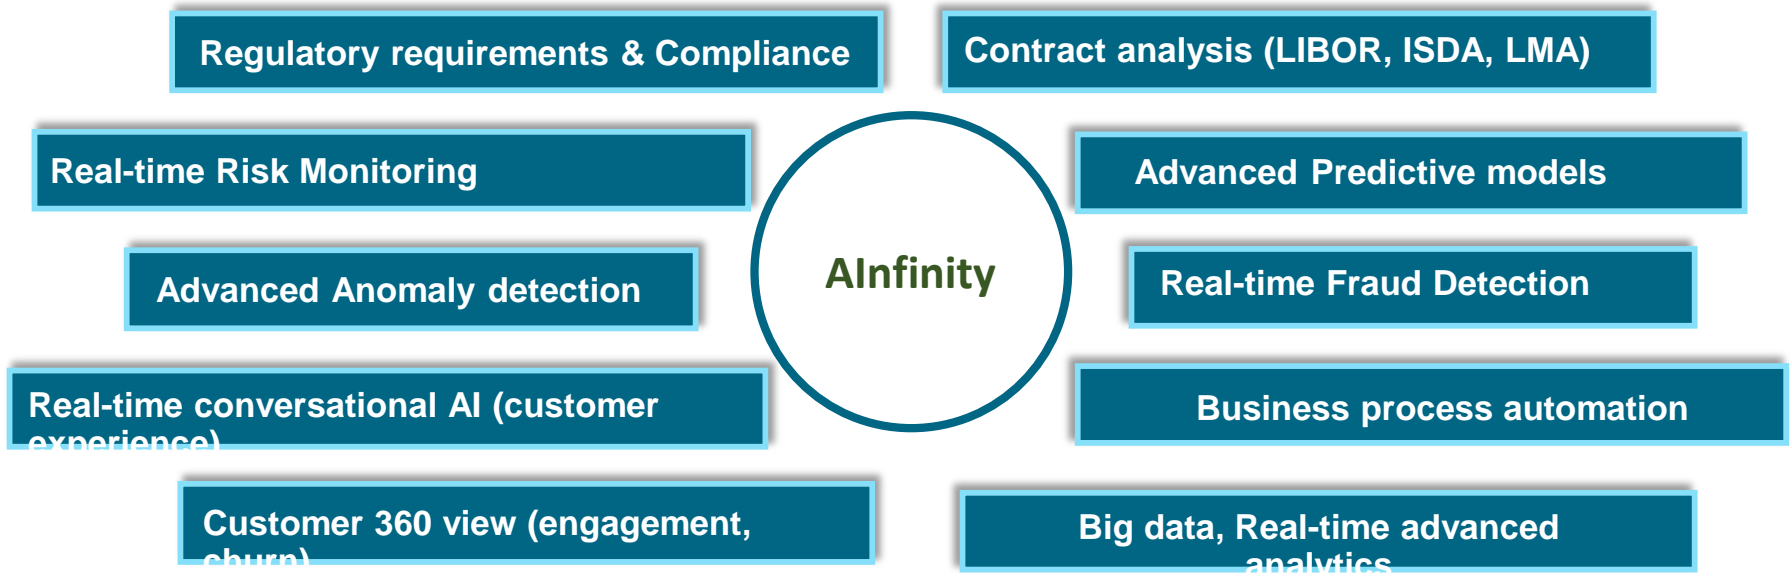 Regulatory requirements & Compliance
Contract analysis (LIBOR, ISDA, LMA)
Real-time Risk Monitoring
Advanced Predictive models
AInfinity
Advanced Anomaly detection
Real-time Fraud Detection
Real-time conversational AI (customer
experience)
Business process automation
Customer 360 view (engagement,
churn)
Big data, Real-time advanced
analytics